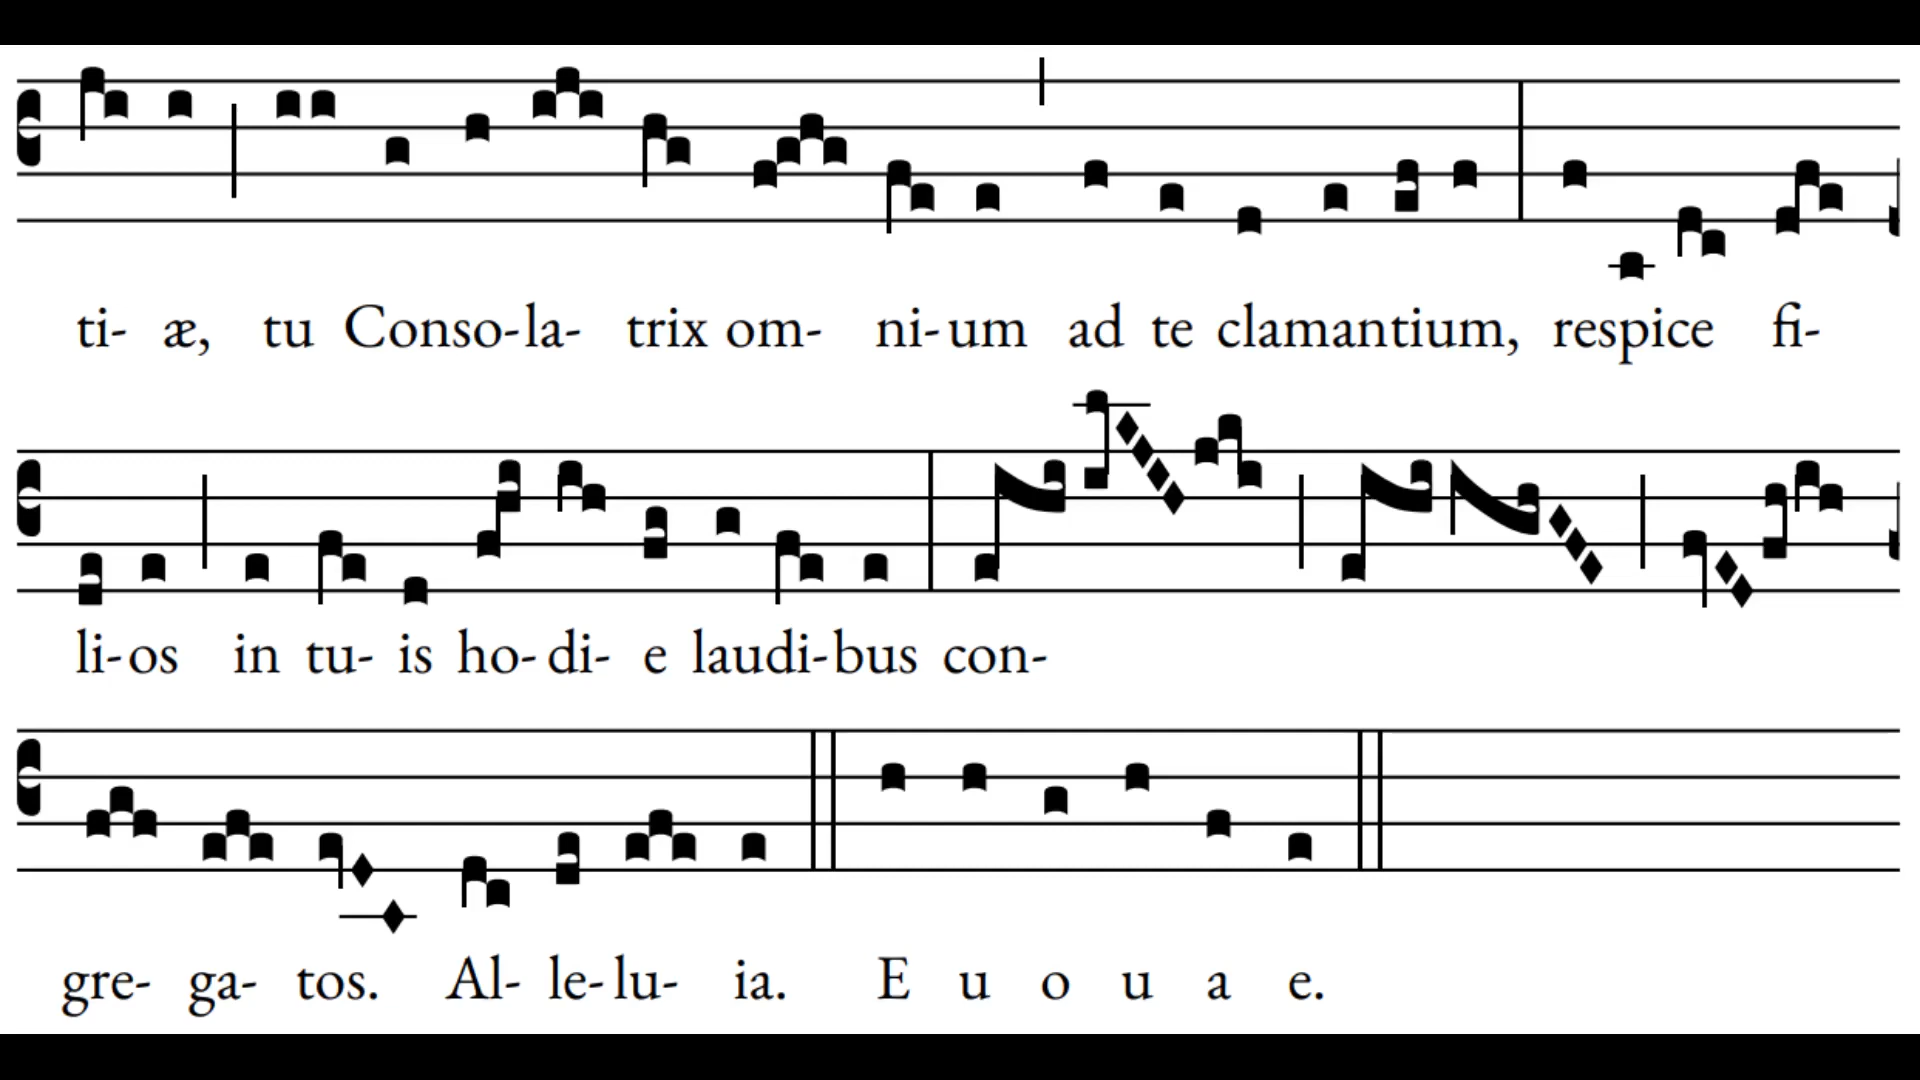 ti- æ, tu Conso-la- trix om- ni-um ad te clamantium, respice fi-
li-os in tu- is ho-di- e laudi-bus con-
gre- ga- tos. Al- le-lu- ia. E u o u a e.